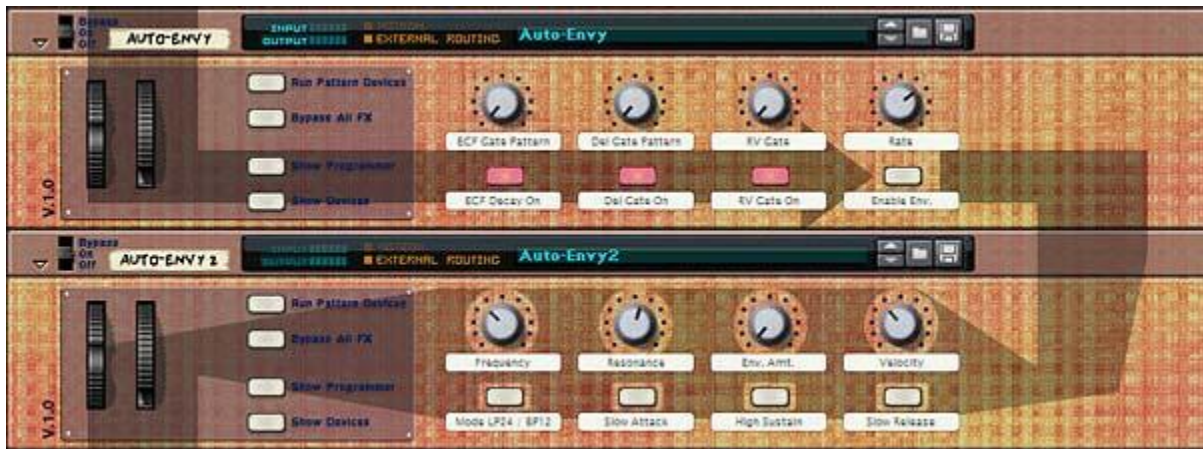 Bypass
On
Off
AUTO-ENVY
INPUT
OUTPUT
EXTERNAL ROUTING
Auto-Envy
Run Pattern Devices
Bypass All FX
Show Programmer
Show Devices
ECF Gate Pattern
Del Gate Pattern
RV Gate
Rate
ECF Decay On
Del Gate On
RV Gate On
Enable Env.
V.1.0
Bypass
On
Off
AUTO-ENVY 2
INPUT
OUTPUT
EXTERNAL ROUTING
Auto-Envy2
Run Pattern Devices
Bypass All FX
Show Programmer
Show Devices
Frequency
Resonance
Env. Amt.
Velocity
Mode LP24 / BP12
Slow Attack
High Sustain
Slow Release
V.1.0